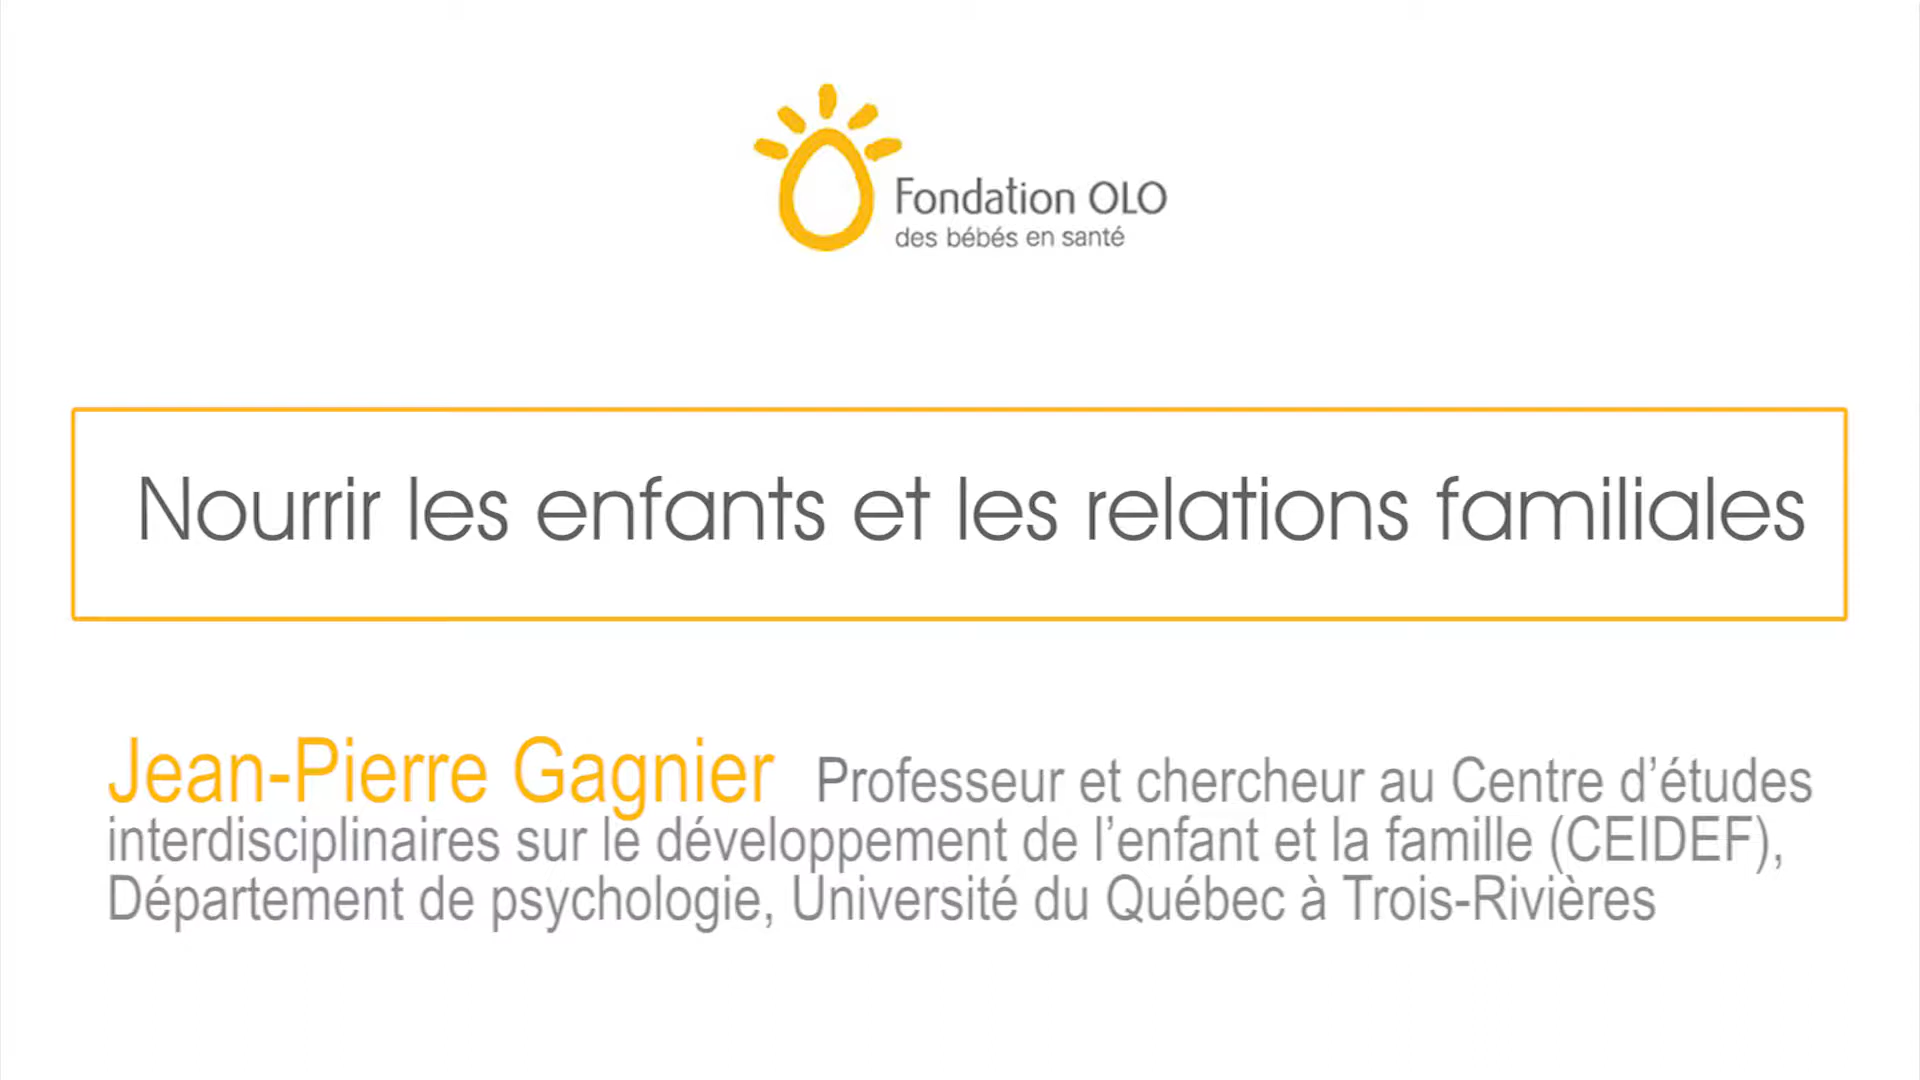 Fondation OLO
des bébés en santé
Nourrir les enfants et les relations familiales
Jean-Pierre Gagnier Professeur et chercheur au Centre d’études
interdisciplinaires sur le développement de l’enfant et la famille (CEIDEF),
Département de psychologie, Université du Québec à Trois-Rivières